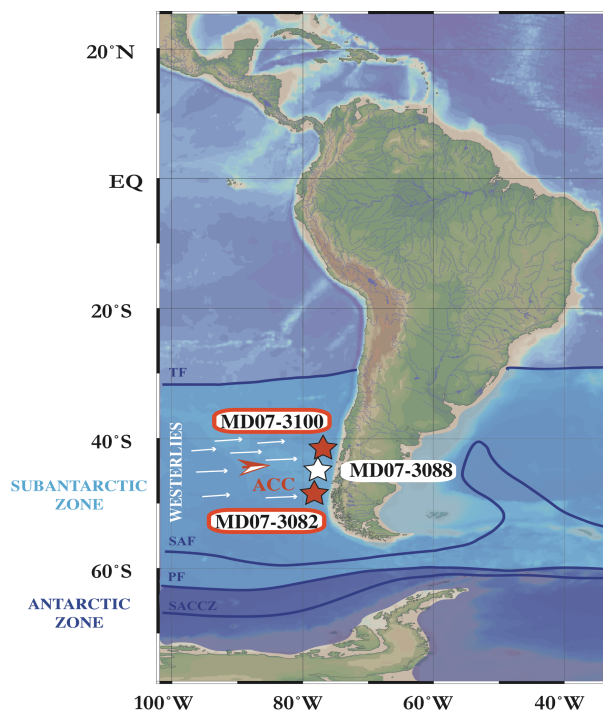 20°N
EQ
20°S
TF
MD07-3100
40°S
WESTERLIES
MD07-3088
SUBANTARCTIC
ZONE
ACC
MD07-3082
SAF
60°S
PF
ANTARCTIC
ZONE
SACCZ
100°W
80°W
60°W
40°W